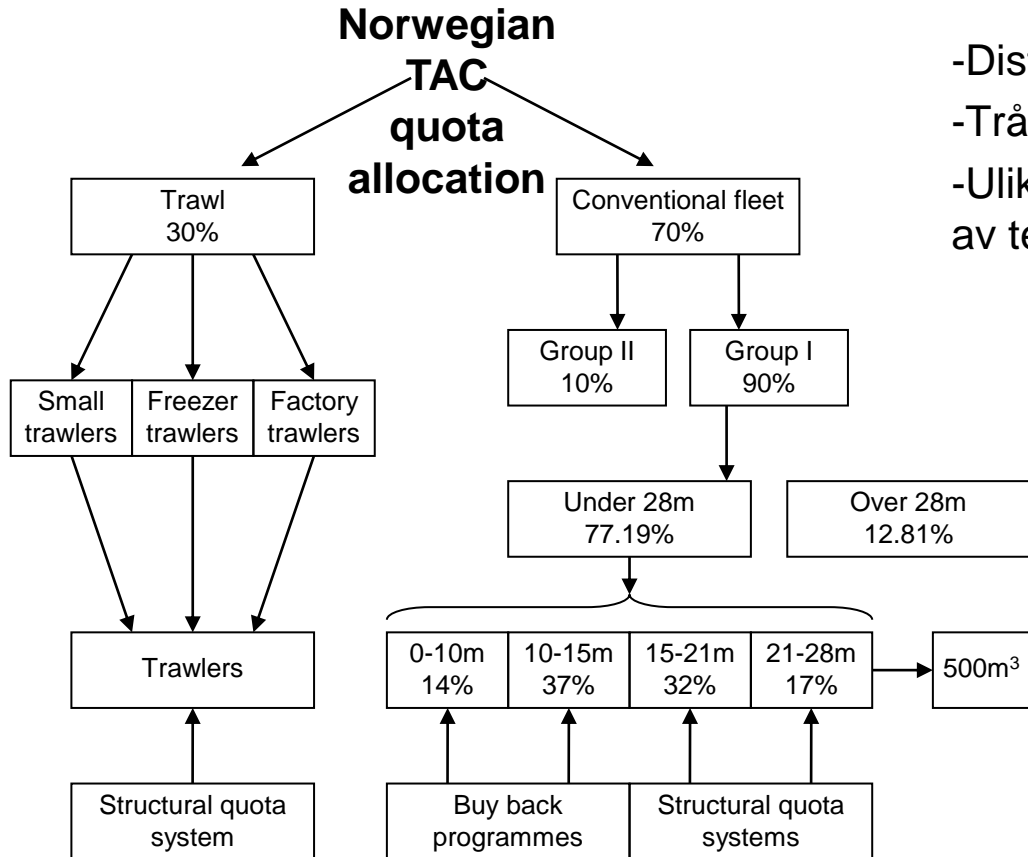 Norwegian
TAC
quota
allocation
Trawl
30%
Conventional fleet
70%
Group II
10%
Group I
90%
Small
trawlers
Freezer
trawlers
Factory
trawlers
Under 28m
77.19%
Over 28m
12.81%
Trawlers
0-10m
14%
10-15m
37%
15-21m
32%
21-28m
17%
500m³
Structural quota
system
Buy back
programmes
Structural quota
systems
-Dis
-Trå
-Ulik
av te